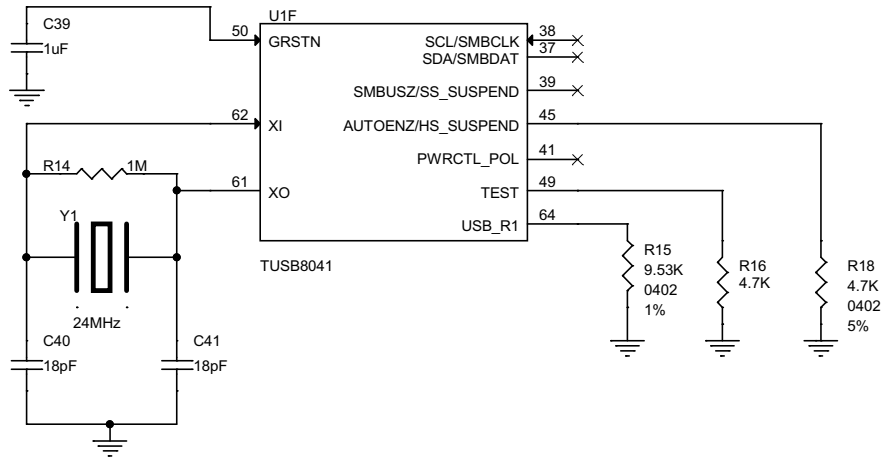 U1F
C39
1uF
50
GRSTN
SCL/SMBCLK
38
SDA/SMBDAT
37
SMBUSZ/SS_SUSPEND
39
62
XI
AUTOENZ/HS_SUSPEND
45
R14
1M
PWRCTL_POL
41
61
XO
TEST
49
Y1
USB_R1
64
TUSB8041
R15
9.53K
0402
1%
R16
4.7K
R18
4.7K
0402
5%
24MHz
C40
18pF
C41
18pF